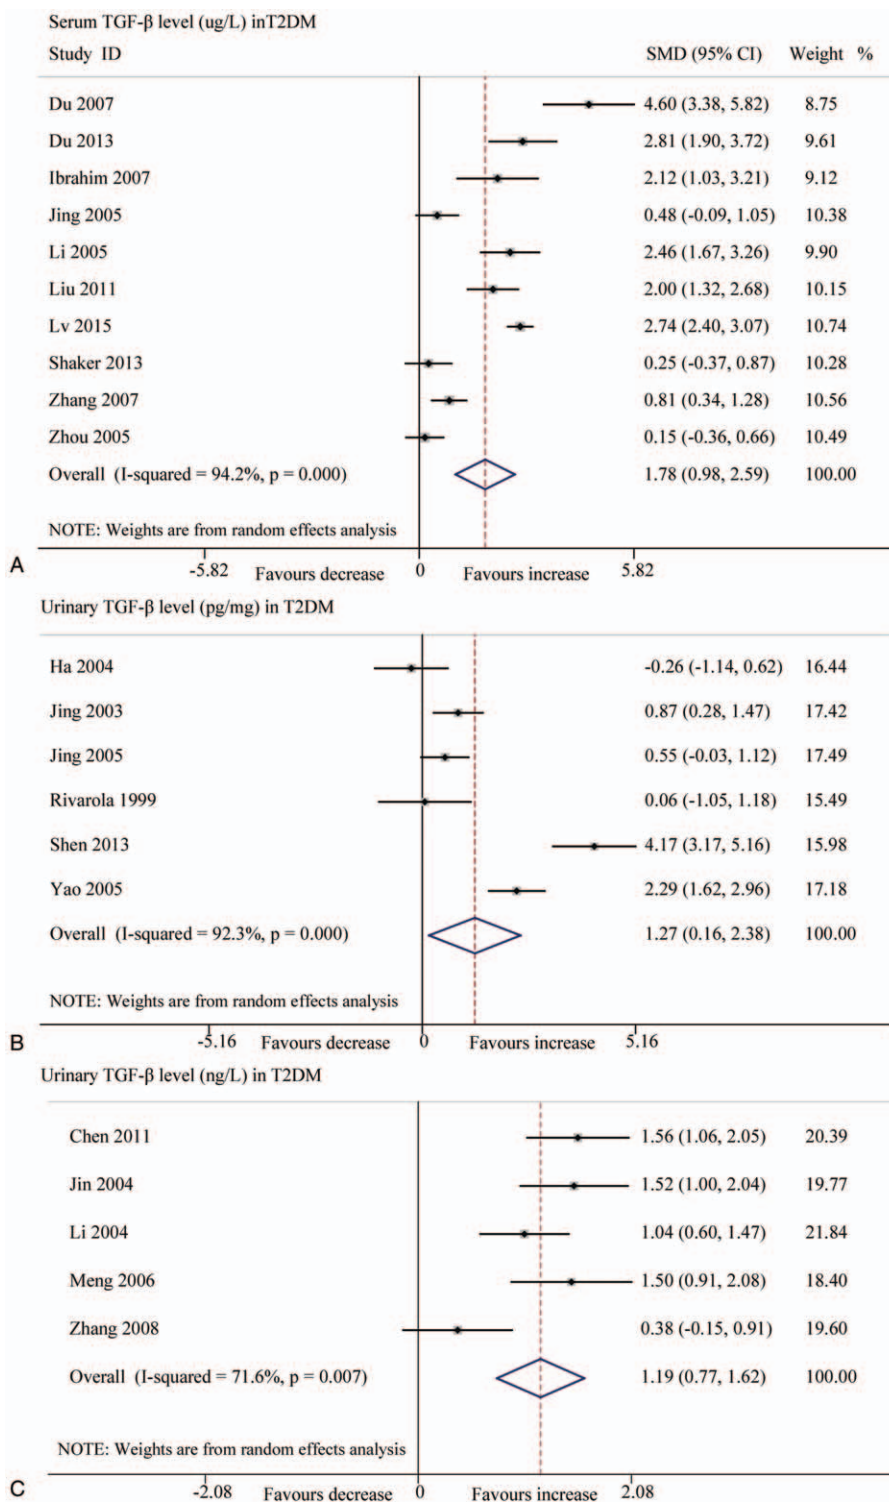 Serum TGF-β level (ug/L) inT2DM
Study ID SMD (95% CI) Weight %
Du 2007 4.60 (3.38, 5.82) 8.75
Du 2013 2.81 (1.90, 3.72) 9.61
Ibrahim 2007 2.12 (1.03, 3.21) 9.12
Jing 2005 0.48 (-0.09, 1.05) 10.38
Li 2005 2.46 (1.67, 3.26) 9.90
Liu 2011 2.00 (1.32, 2.68) 10.15
Lv 2015 2.74 (2.40, 3.07) 10.74
Shaker 2013 0.25 (-0.37, 0.87) 10.28
Zhang 2007 0.81 (0.34, 1.28) 10.56
Zhou 2005 0.15 (-0.36, 0.66) 10.49
Overall (I-squared = 94.2%, p = 0.000) 1.78 (0.98, 2.59) 100.00
NOTE: Weights are from random effects analysis
A
-5.82 Favours decrease 0 Favours increase 5.82
Urinary TGF-β level (pg/mg) in T2DM
Ha 2004 -0.26 (-1.14, 0.62) 16.44
Jing 2003 0.87 (0.28, 1.47) 17.42
Jing 2005 0.55 (-0.03, 1.12) 17.49
Rivarola 1999 0.06 (-1.05, 1.18) 15.49
Shen 2013 4.17 (3.17, 5.16) 15.98
Yao 2005 2.29 (1.62, 2.96) 17.18
Overall (I-squared = 92.3%, p = 0.000) 1.27 (0.16, 2.38) 100.00
NOTE: Weights are from random effects analysis
B
-5.16 Favours decrease 0 Favours increase 5.16
Urinary TGF-β level (ng/L) in T2DM
Chen 2011 1.56 (1.06, 2.05) 20.39
Jin 2004 1.52 (1.00, 2.04) 19.77
Li 2004 1.04 (0.60, 1.47) 21.84
Meng 2006 1.50 (0.91, 2.08) 18.40
Zhang 2008 0.38 (-0.15, 0.91) 19.60
Overall (I-squared = 71.6%, p = 0.007) 1.19 (0.77, 1.62) 100.00
NOTE: Weights are from random effects analysis
C
-2.08 Favours decrease 0 Favours increase 2.08